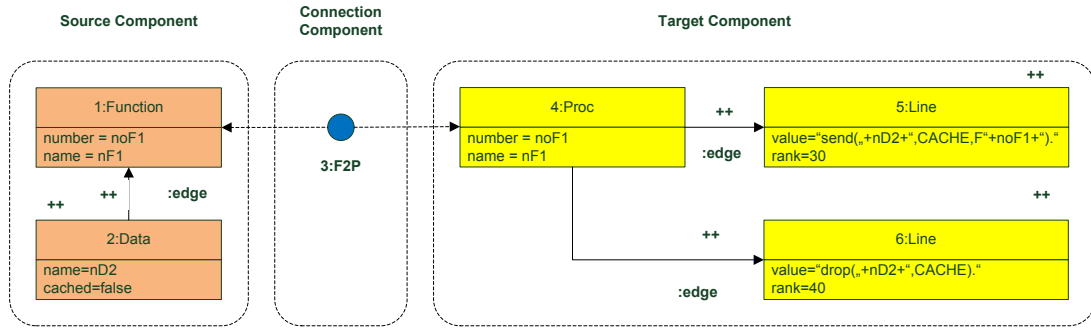 Source Component
Connection
Component
Target Component
1:Function
number = noF1
name = nF1
++
++
:edge
2:Data
name=nD2
cached=false
3:F2P
4:Proc
number = noF1
name = nF1
++
:edge
++
5:Line
value=“send(„+nD2+“,CACHE,F“+noF1+“).“
rank=30
++
:edge
++
6:Line
value=“drop(„+nD2+“,CACHE).“
rank=40